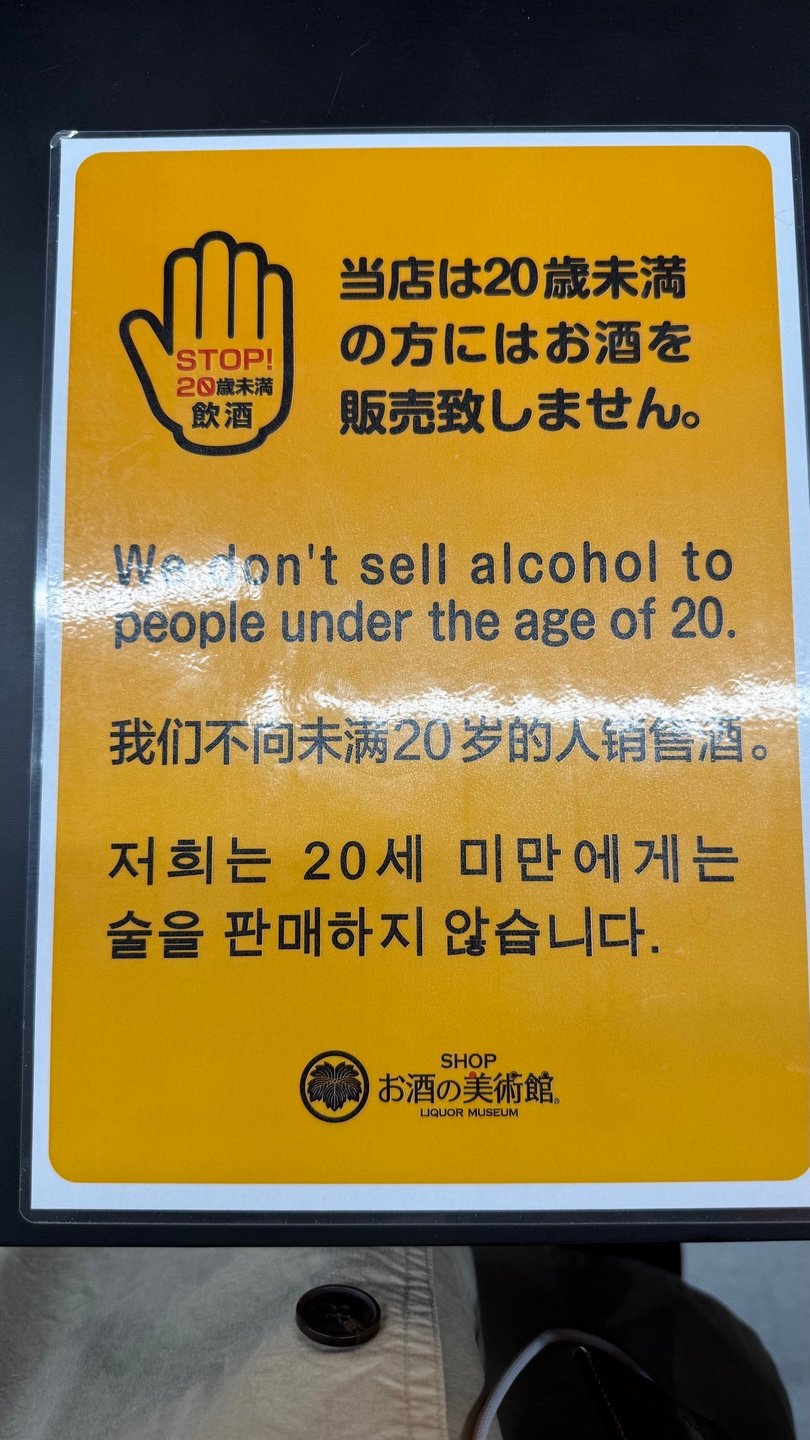 STOP!
20歳未満
飲酒
当店は20歳未満
の方にはお酒を
販売致しません。
We don't sell alcohol to
people under the age of 20.
我们不向未满20岁的人销售酒。
저희는 20세 미만에게는
술을 판매하지 않습니다.
SHOP
お酒の美術館®
LIQUOR MUSEUM